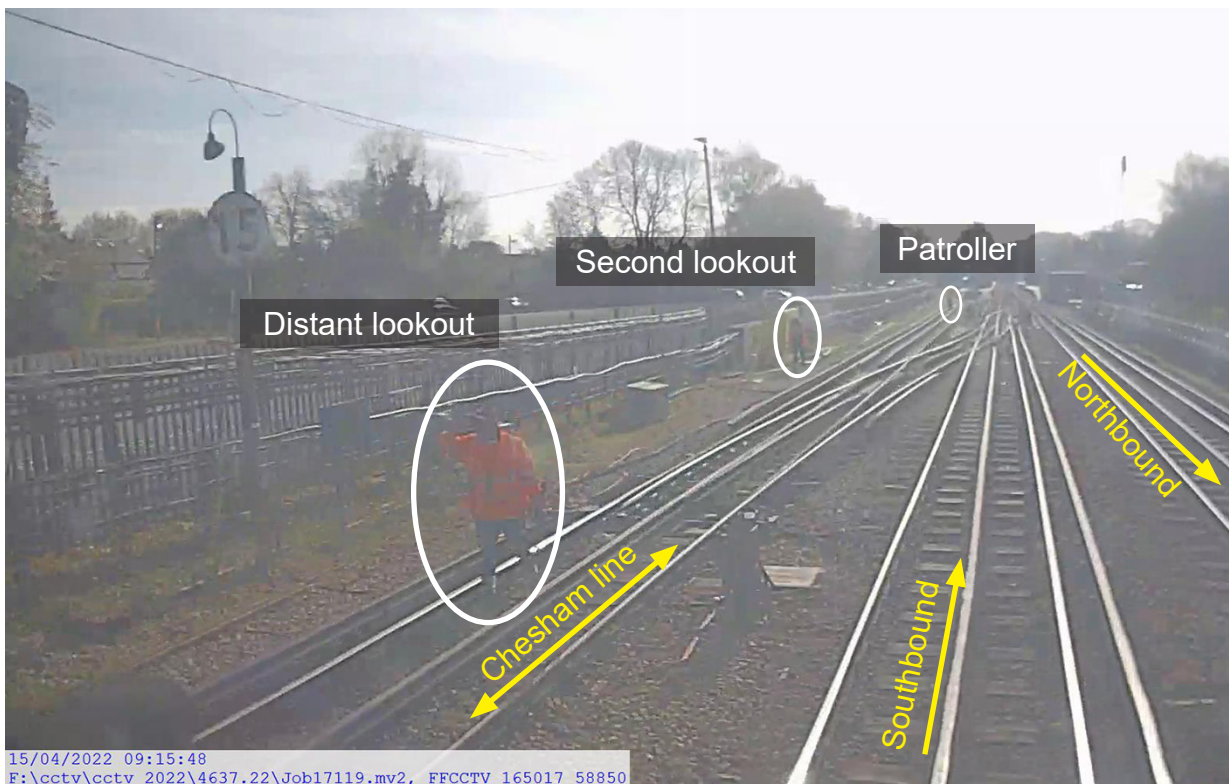 15
Second lookout
Patroller
Distant lookout
Northbound
Chesham line
Southbound
15/04/2022 09:15:48
F:\cctv\cctv 2022\4637.22\Job17119.mv2, FFCCTV 165017 58850